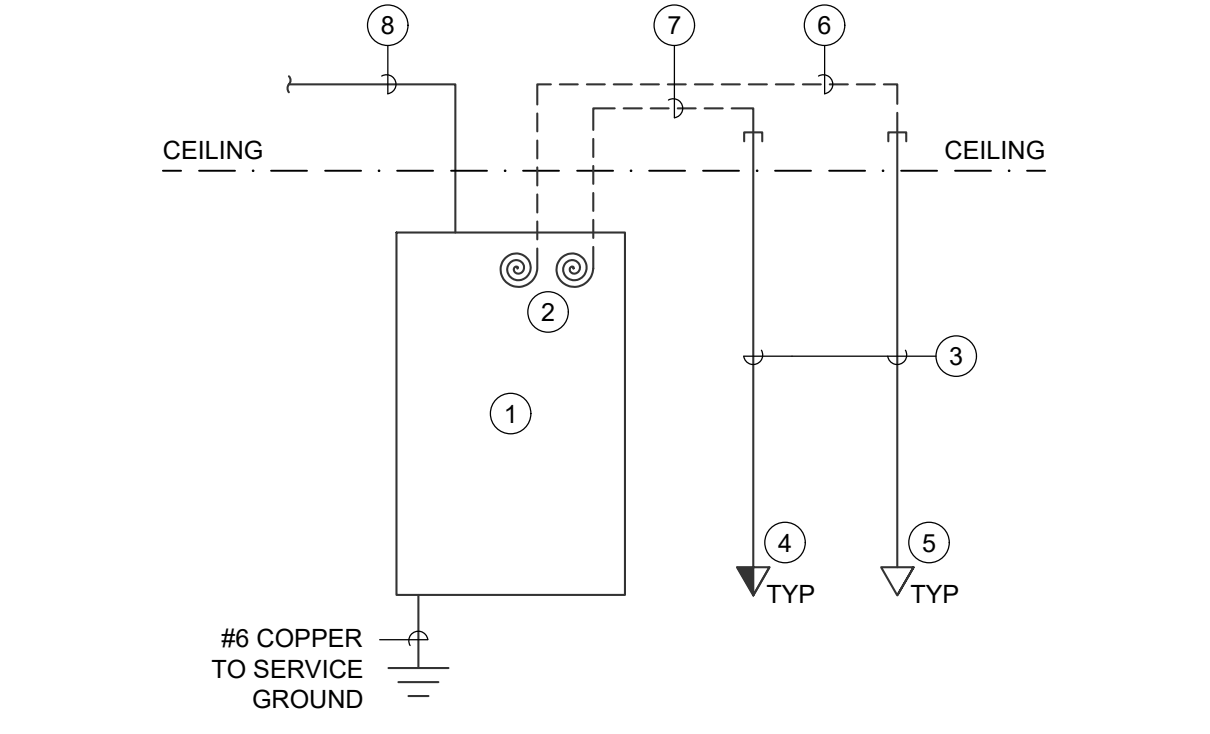 8
7
6
CEILING
CEILING
2
3
1
4
5
TYP
TYP
#6 COPPER
TO SERVICE
GROUND